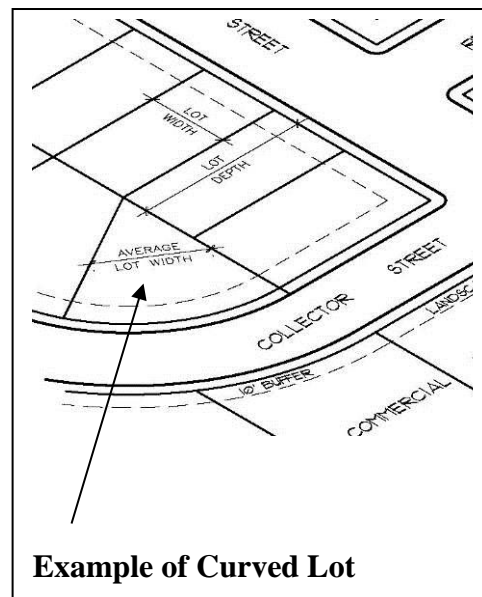 STREET
LOT
WIDTH
LOT
DEPTH
AVERAGE
LOT WIDTH
COLLECTOR STREET
10' BUFFER
COMMERCIAL
Example of Curved Lot